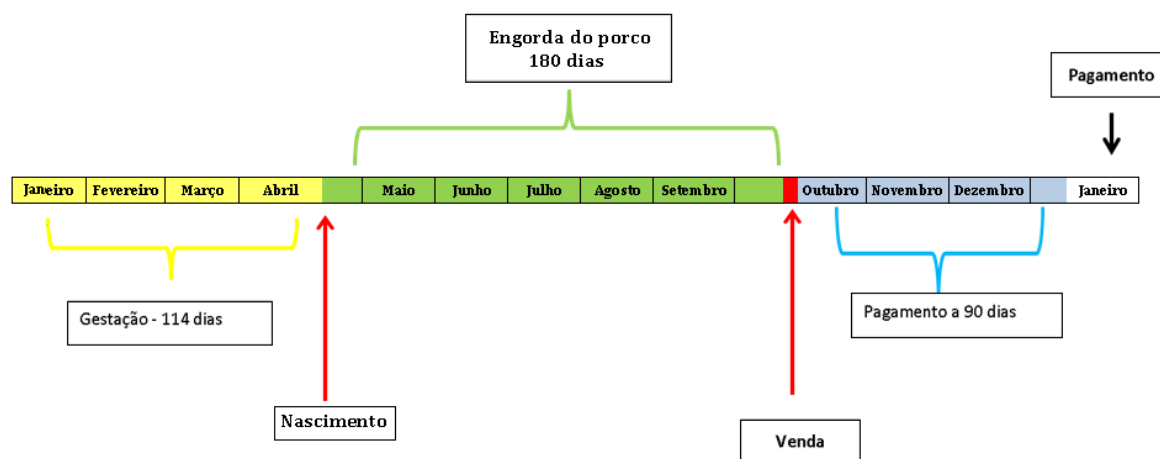 Engorda do porco
180 dias
Pagamento
Janeiro Fevereiro Março Abril Maio Junho Julho Agosto Setembro Outubro Novembro Dezembro Janeiro
Gestação - 114 dias
Pagamento a 90 dias
Nascimento
Venda